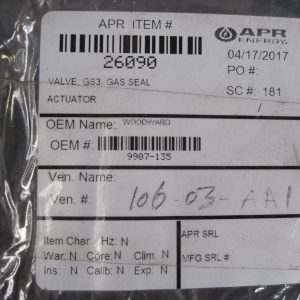 APR ITEM #
APR ENERGY
26090
04/17/2017
VALVE, GS3, GAS SEAL
PO #:
ACTUATOR
SC #: 181
OEM Name: WOODWARD
OEM #:
9907-135
Ven. Name:
Ven. #: 106-03-AA1
Item Char: Hz: N
War: N Core: N Clim: N
Ins: N Calib: N Exp: N
APR SRL
MFG SRL #: